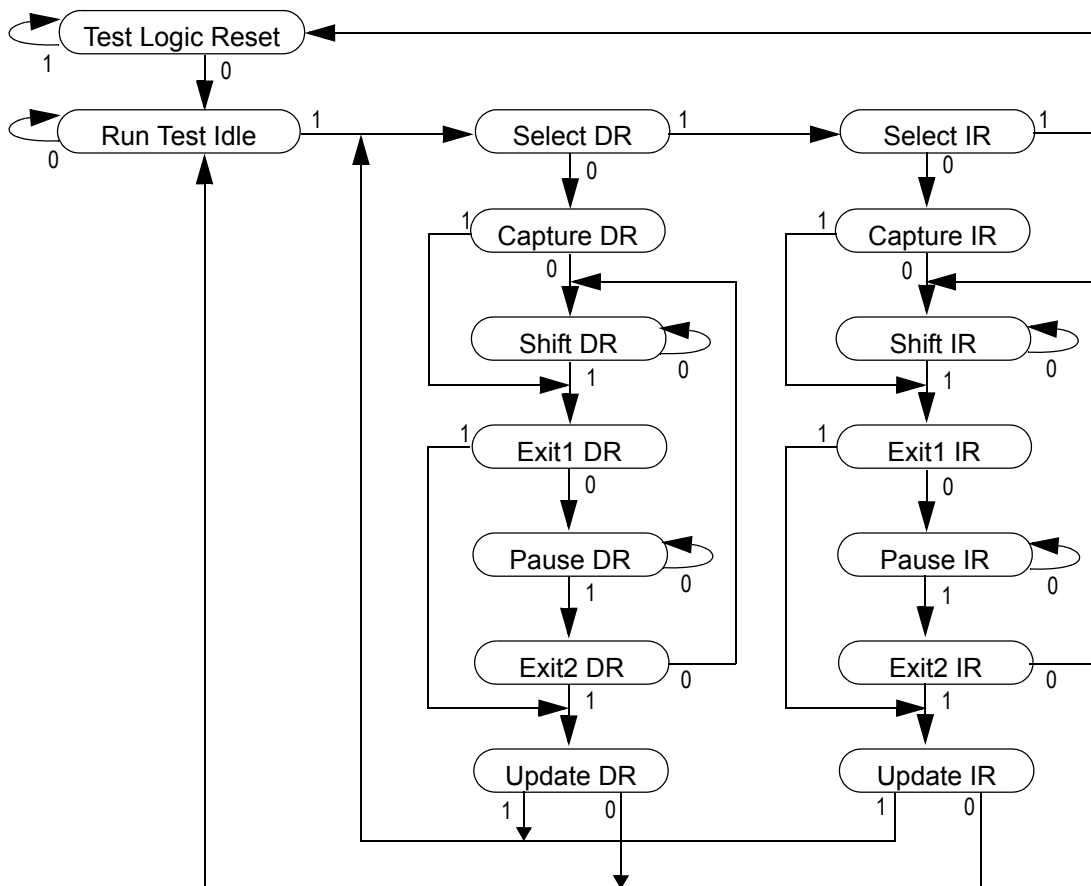 Test Logic Reset
1
0
Run Test Idle
0
1
Select DR
1
0
Select IR
1
0
1
Capture DR
0
1
Capture IR
0
Shift DR
0
1
Shift IR
0
1
1
Exit1 DR
0
1
Exit1 IR
0
Pause DR
0
1
Pause IR
0
1
Exit2 DR
0
1
Exit2 IR
0
1
Update DR
1
0
Update IR
1
0